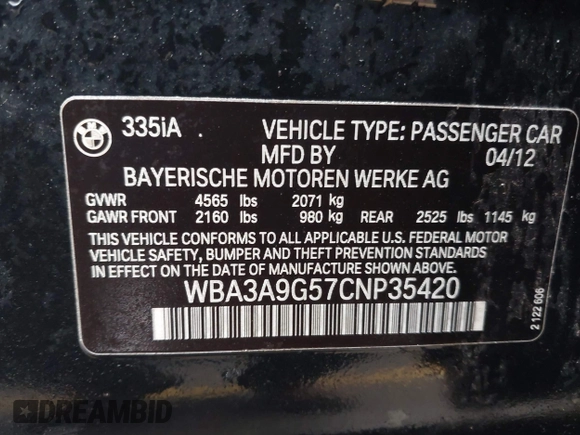 BMW
335iA . VEHICLE TYPE: PASSENGER CAR
MFD BY 04/12
BAYERISCHE MOTOREN WERKE AG
GVWR 4565 lbs 2071 kg
GAWR FRONT 2160 lbs 980 kg REAR 2525 lbs 1145 kg
THIS VEHICLE CONFORMS TO ALL APPLICABLE U.S. FEDERAL MOTOR
VEHICLE SAFETY, BUMPER AND THEFT PREVENTION STANDARDS
IN EFFECT ON THE DATE OF MANUFACTURE SHOWN ABOVE.
WBA3A9G57CNP35420
2 122 606
DREAMBID